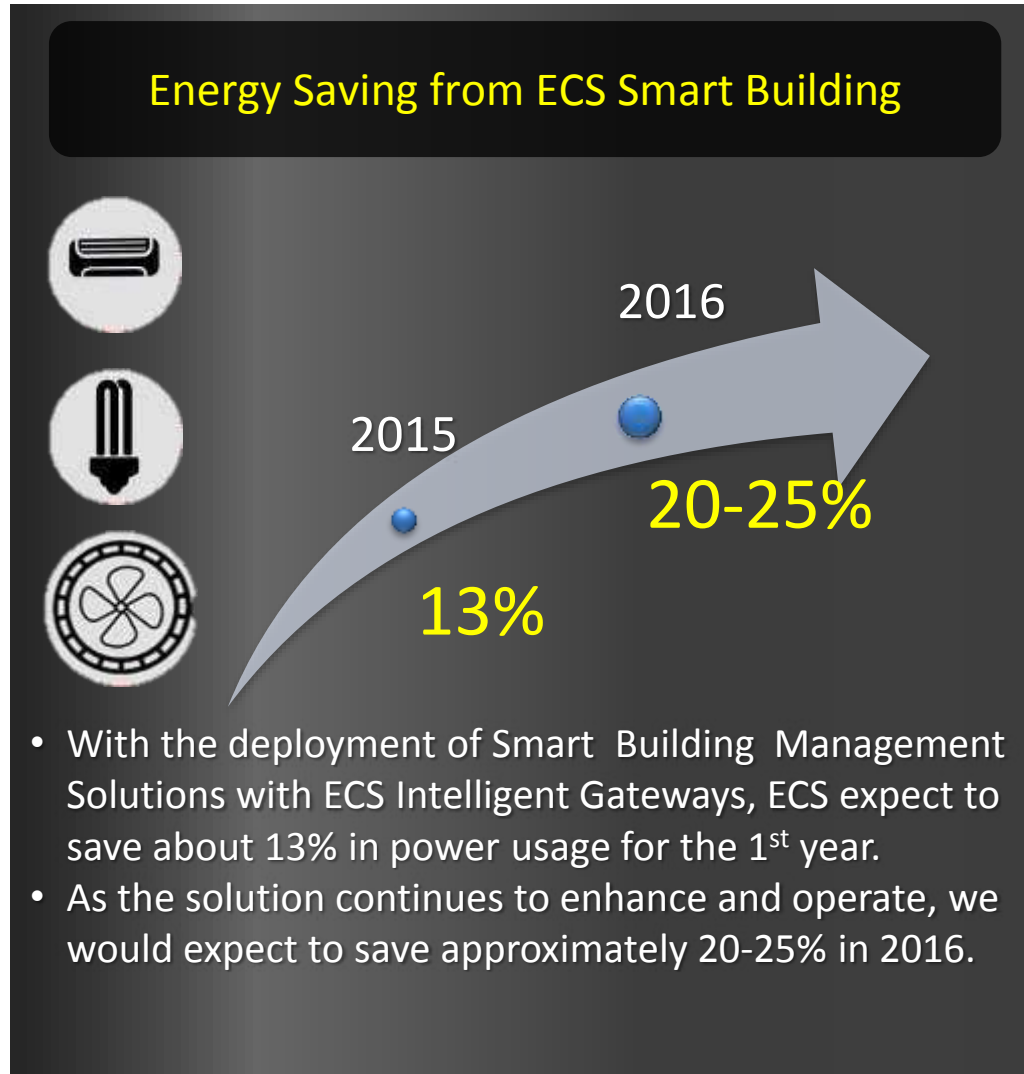 Energy Saving from ECS Smart Building
2016
2015
20-25%
13%
• With the deployment of Smart Building Management
Solutions with ECS Intelligent Gateways, ECS expect to
save about 13% in power usage for the 1st year.
• As the solution continues to enhance and operate, we
would expect to save approximately 20-25% in 2016.